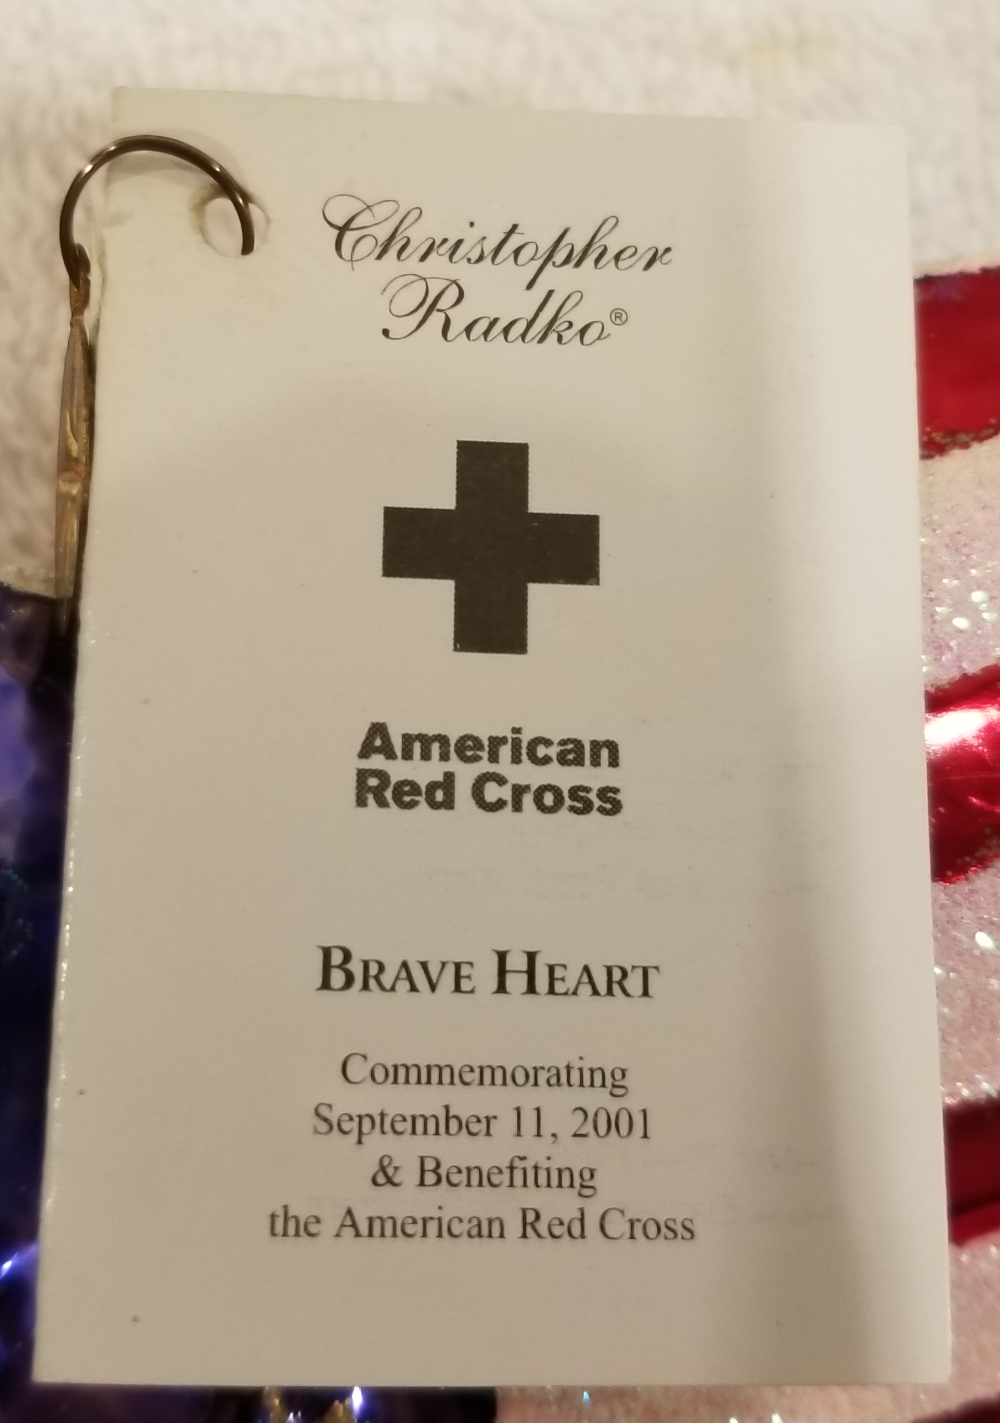 Christopher
Radko®
American
Red Cross
BRAVE HEART
Commemorating
September 11, 2001
& Benefiting
the American Red Cross